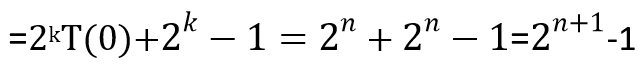 =2ᵏT(0)+2ᵏ − 1 = 2ⁿ + 2ⁿ − 1=2ⁿ⁺¹-1